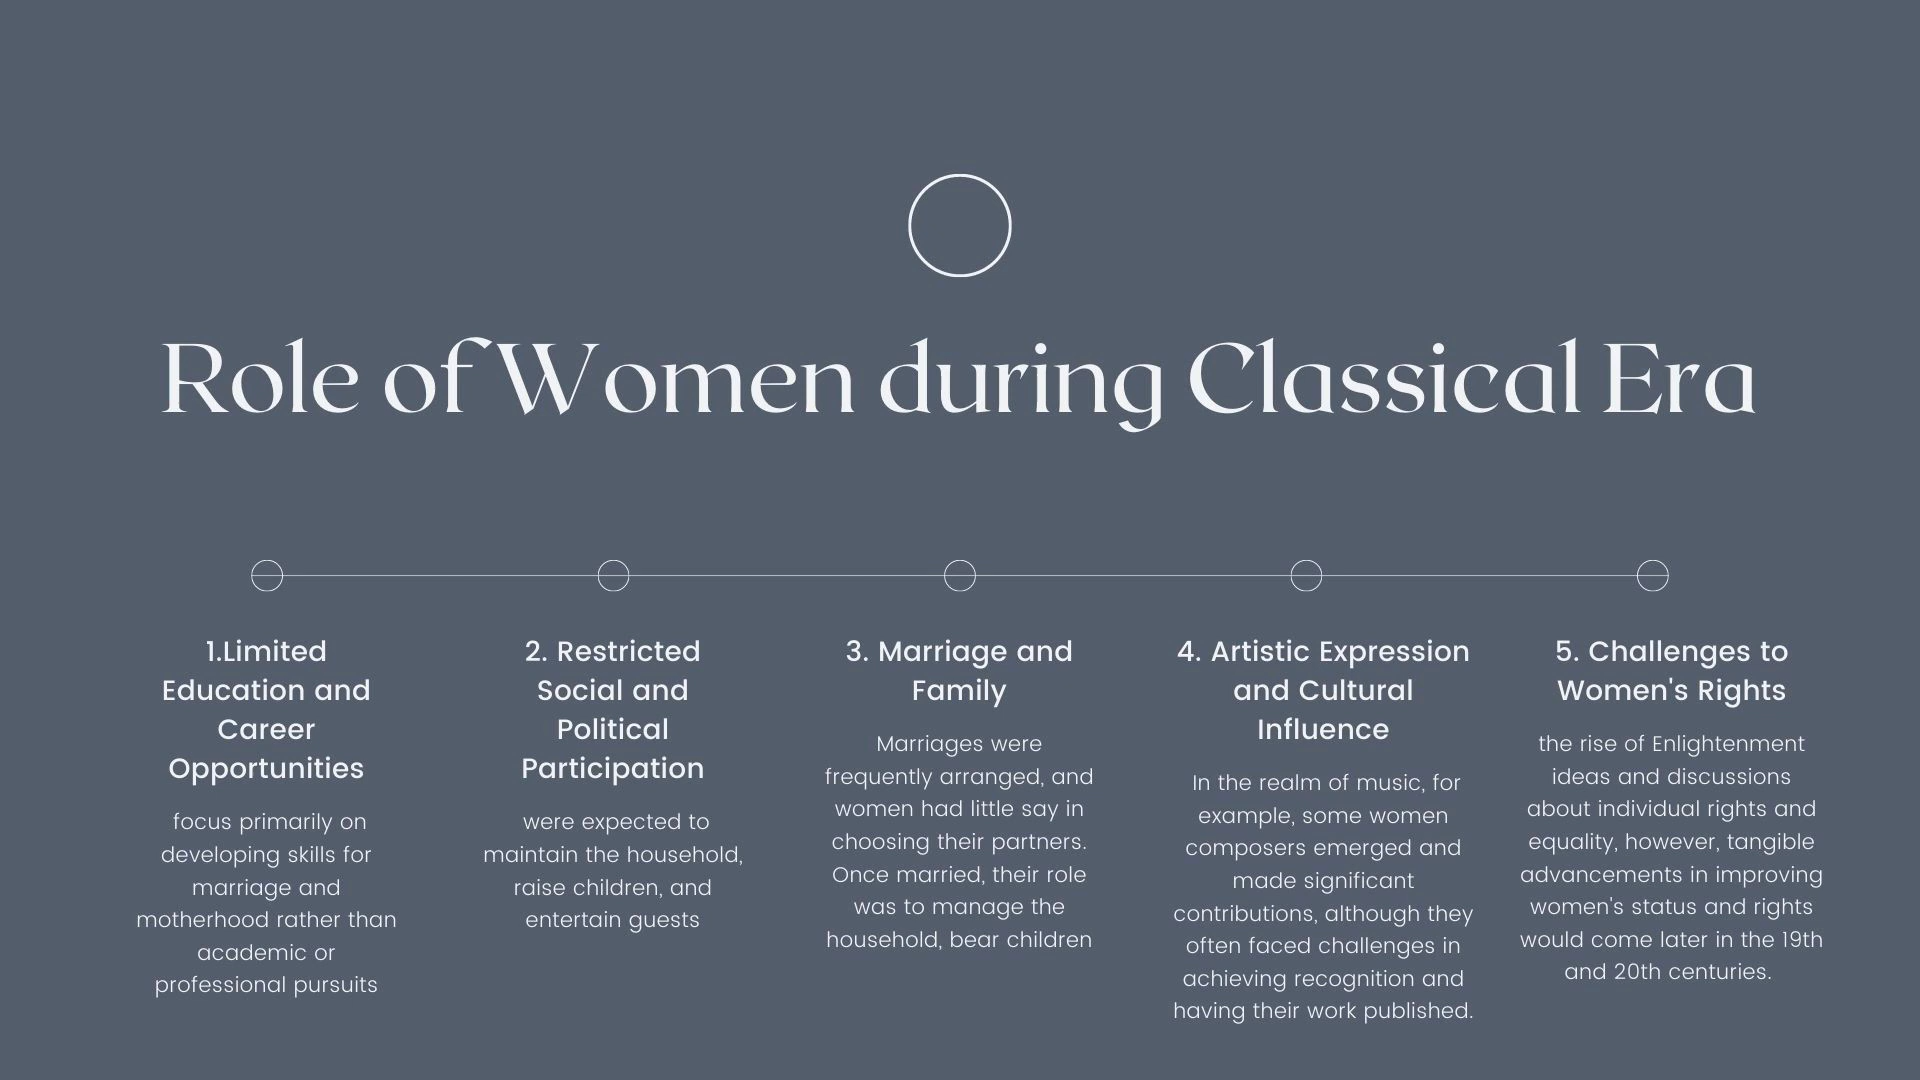 Role of Women during Classical Era
1.Limited
Education and
Career
Opportunities
focus primarily on
developing skills for
marriage and
motherhood rather than
academic or
professional pursuits
2. Restricted
Social and
Political
Participation
were expected to
maintain the household,
raise children, and
entertain guests
3. Marriage and
Family
Marriages were
frequently arranged, and
women had little say in
choosing their partners.
Once married, their role
was to manage the
household, bear children
4. Artistic Expression
and Cultural
Influence
In the realm of music, for
example, some women
composers emerged and
made significant
contributions, although they
often faced challenges in
achieving recognition and
having their work published.
5. Challenges to
Women's Rights
the rise of Enlightenment
ideas and discussions
about individual rights and
equality, however, tangible
advancements in improving
women's status and rights
would come later in the 19th
and 20th centuries.